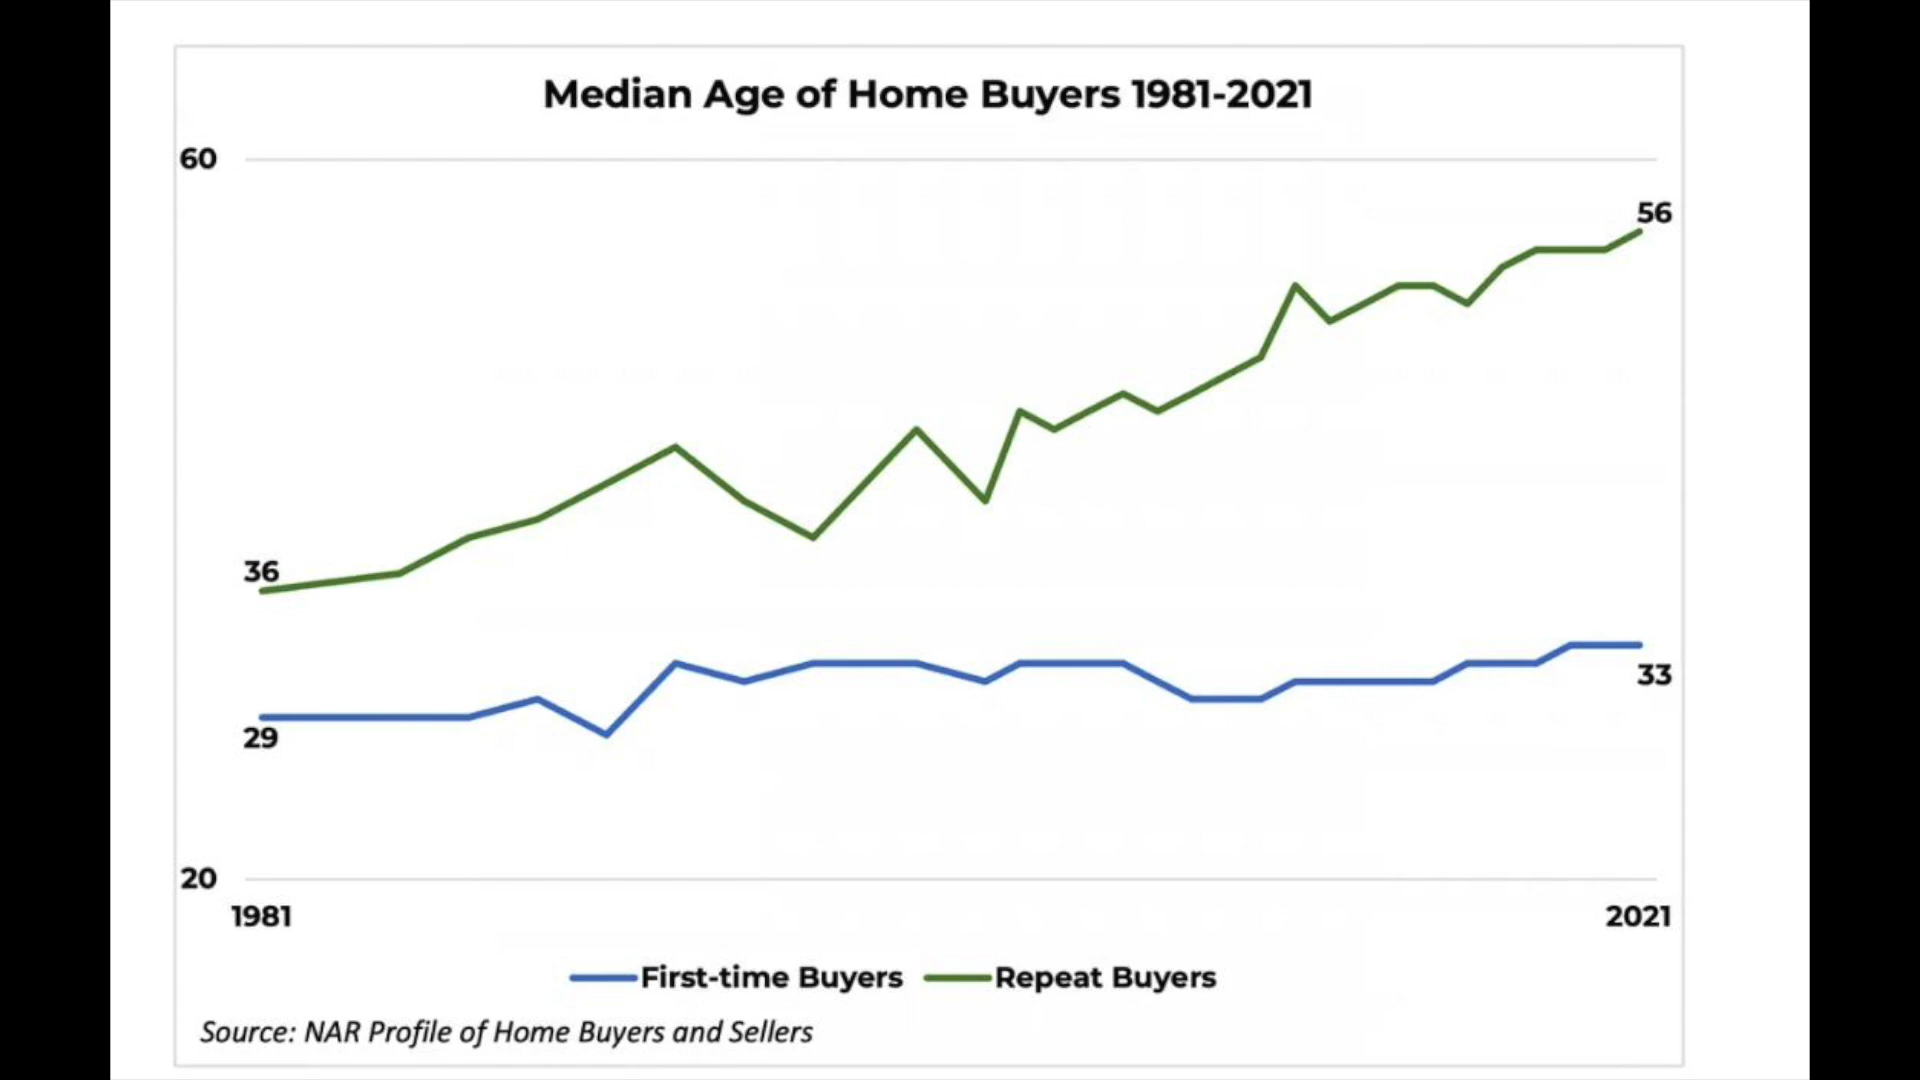 Median Age of Home Buyers 1981-2021
60
56
36
33
29
20
1981 2021
First-time Buyers Repeat Buyers
Source: NAR Profile of Home Buyers and Sellers